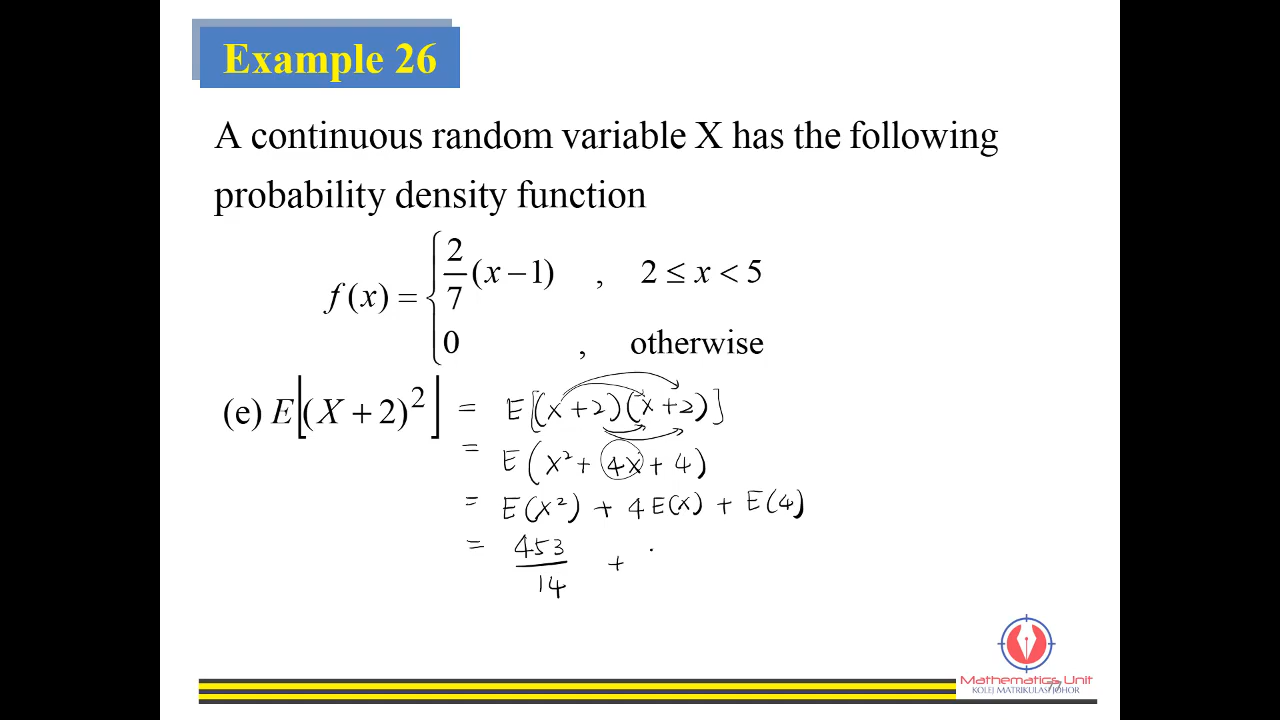 Example 26
A continuous random variable X has the following
probability density function
f(x) = { 2/7 (x − 1) , 2 ≤ x < 5
0 , otherwise
(e) E[(X + 2)²] = E[(X + 2)(X + 2)]
= E(X² + 4X + 4)
= E(X²) + 4E(X) + E(4)
= 453/14 +
Mathematics Unit
KOLEJ MATRIKULASI JOHOR